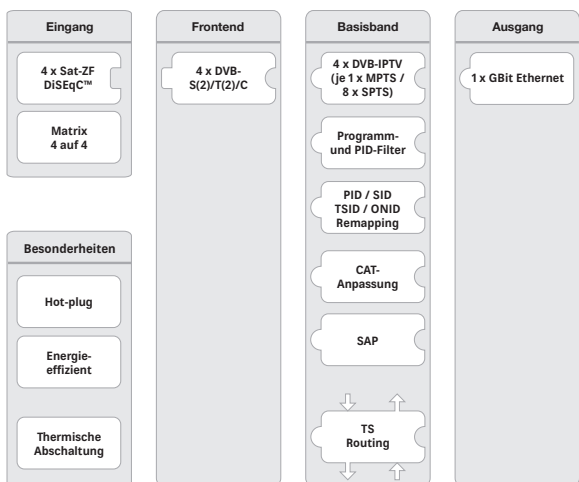 Eingang
4 x Sat-ZF
DiSEqC™
Matrix
4 auf 4
Besonderheiten
Hot-plug
Energie-
effizient
Thermische
Abschaltung
Frontend
4 x DVB-
S(2)/T(2)/C
Basisband
4 x DVB-IPTV
(je 1 x MPTS /
8 x SPTS)
Programm-
und PID-Filter
PID / SID
TSID / ONID
Remapping
CAT-
Anpassung
SAP
TS
Routing
Ausgang
1 x GBit Ethernet